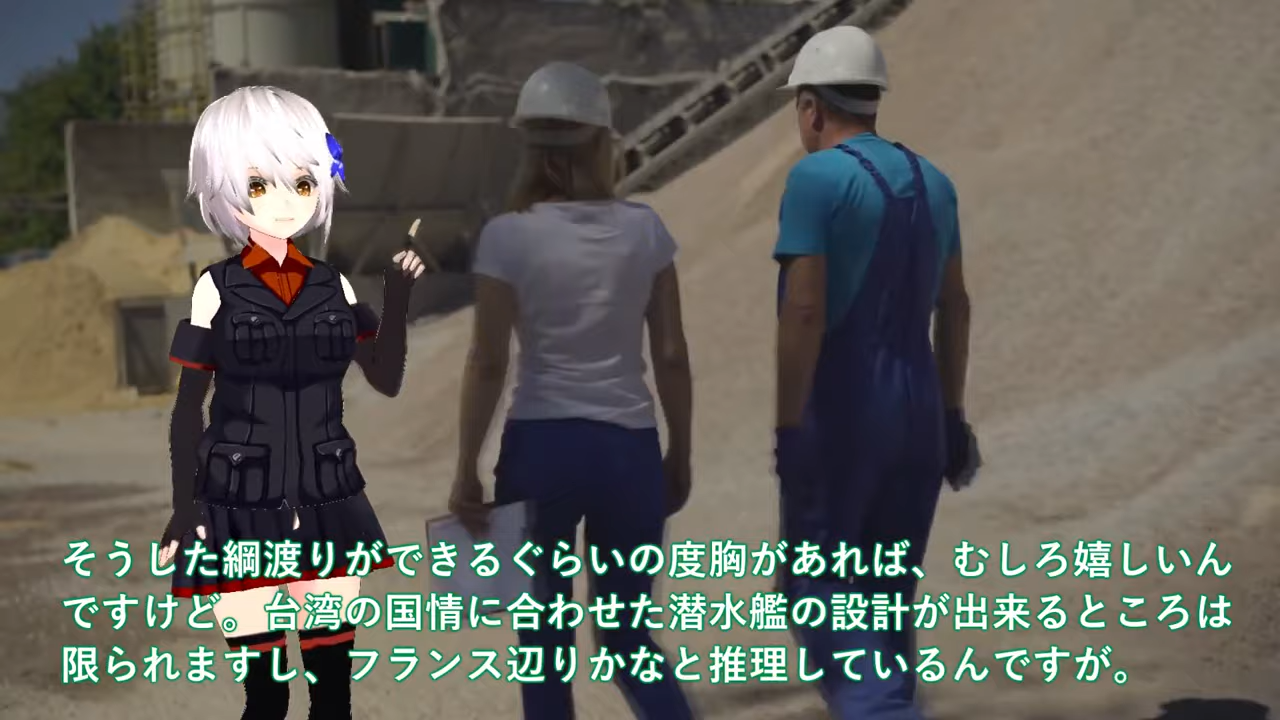 そうした綱渡りができるぐらいの度胸があれば、むしろ嬉しいん
ですけど。台湾の国情に合わせた潜水艦の設計が出来るところは
限られますし、フランス辺りかなと推理しているんですが。